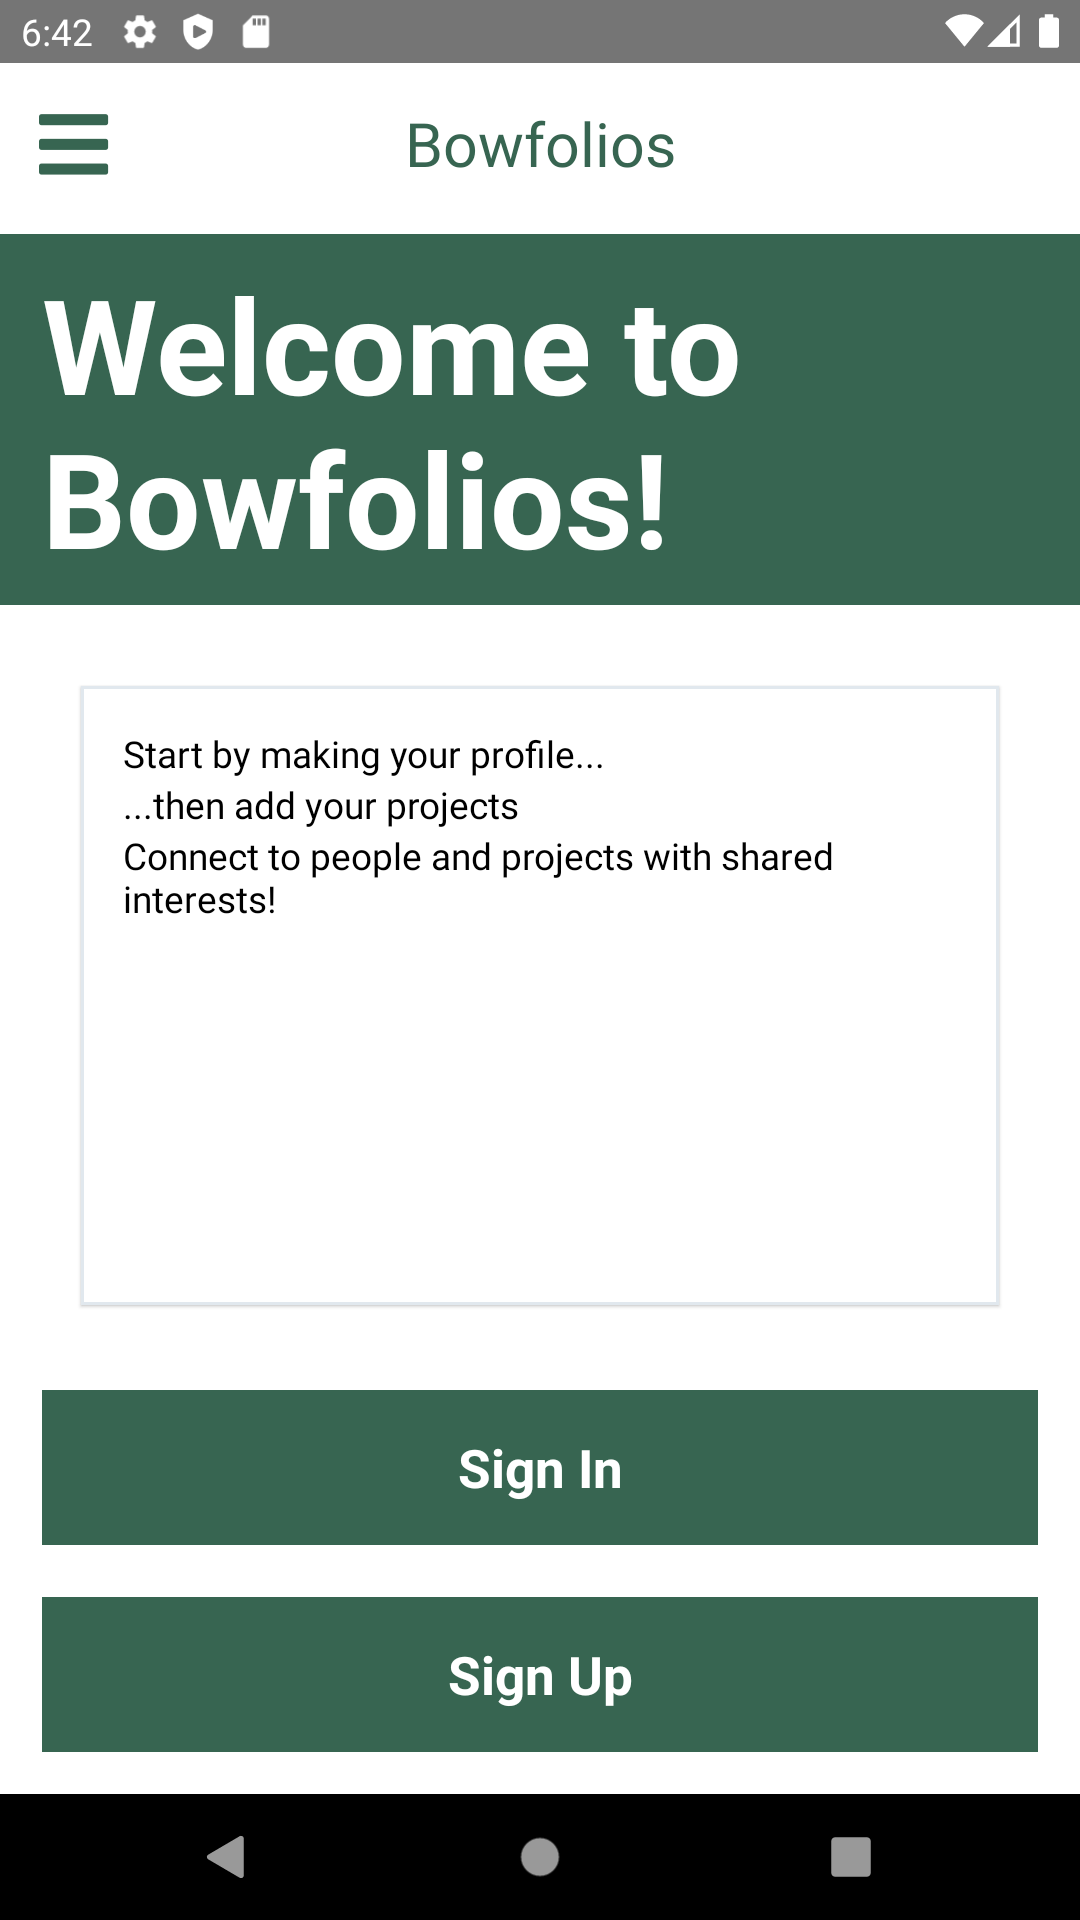 6:42
Bowfolios
Welcome to
Bowfolios!
Start by making your profile...
...then add your projects
Connect to people and projects with shared
interests!
Sign In
Sign Up